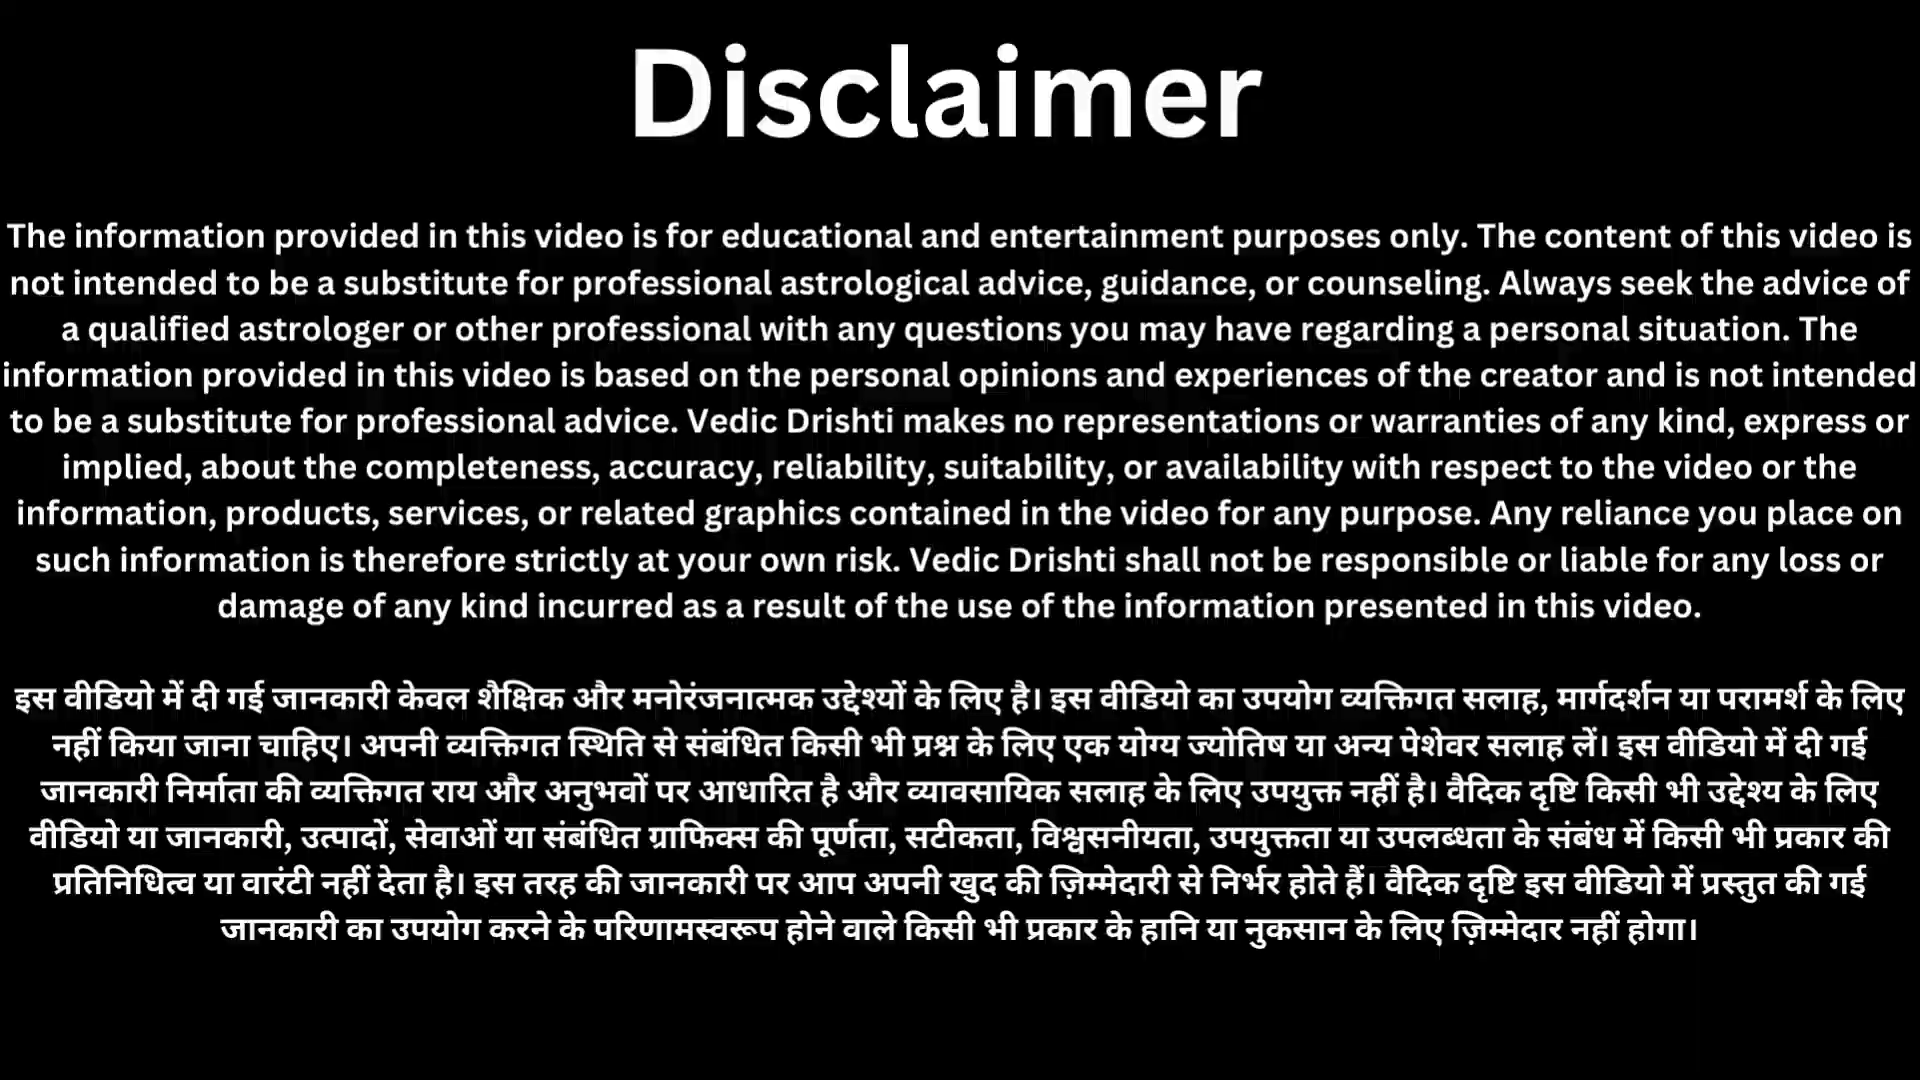 Disclaimer
The information provided in this video is for educational and entertainment purposes only. The content of this video is
not intended to be a substitute for professional astrological advice, guidance, or counseling. Always seek the advice of
a qualified astrologer or other professional with any questions you may have regarding a personal situation. The
information provided in this video is based on the personal opinions and experiences of the creator and is not intended
to be a substitute for professional advice. Vedic Drishti makes no representations or warranties of any kind, express or
implied, about the completeness, accuracy, reliability, suitability, or availability with respect to the video or the
information, products, services, or related graphics contained in the video for any purpose. Any reliance you place on
such information is therefore strictly at your own risk. Vedic Drishti shall not be responsible or liable for any loss or
damage of any kind incurred as a result of the use of the information presented in this video.
इस वीडियो में दी गई जानकारी केवल शैक्षिक और मनोरंजनात्मक उद्देश्यों के लिए है। इस वीडियो का उपयोग व्यक्तिगत सलाह, मार्गदर्शन या परामर्श के लिए
नहीं किया जाना चाहिए। अपनी व्यक्तिगत स्थिति से संबंधित किसी भी प्रश्न के लिए एक योग्य ज्योतिष या अन्य पेशेवर सलाह लें। इस वीडियो में दी गई
जानकारी निर्माता की व्यक्तिगत राय और अनुभवों पर आधारित है और व्यावसायिक सलाह के लिए उपयुक्त नहीं है। वैदिक दृष्टि किसी भी उद्देश्य के लिए
वीडियो या जानकारी, उत्पादों, सेवाओं या संबंधित ग्राफिक्स की पूर्णता, सटीकता, विश्वसनीयता, उपयुक्तता या उपलब्धता के संबंध में किसी भी प्रकार की
प्रतिनिधित्व या वारंटी नहीं देता है। इस तरह की जानकारी पर आप अपनी खुद की ज़िम्मेदारी से निर्भर होते हैं। वैदिक दृष्टि इस वीडियो में प्रस्तुत की गई
जानकारी का उपयोग करने के परिणामस्वरूप होने वाले किसी भी प्रकार के हानि या नुकसान के लिए ज़िम्मेदार नहीं होगा।